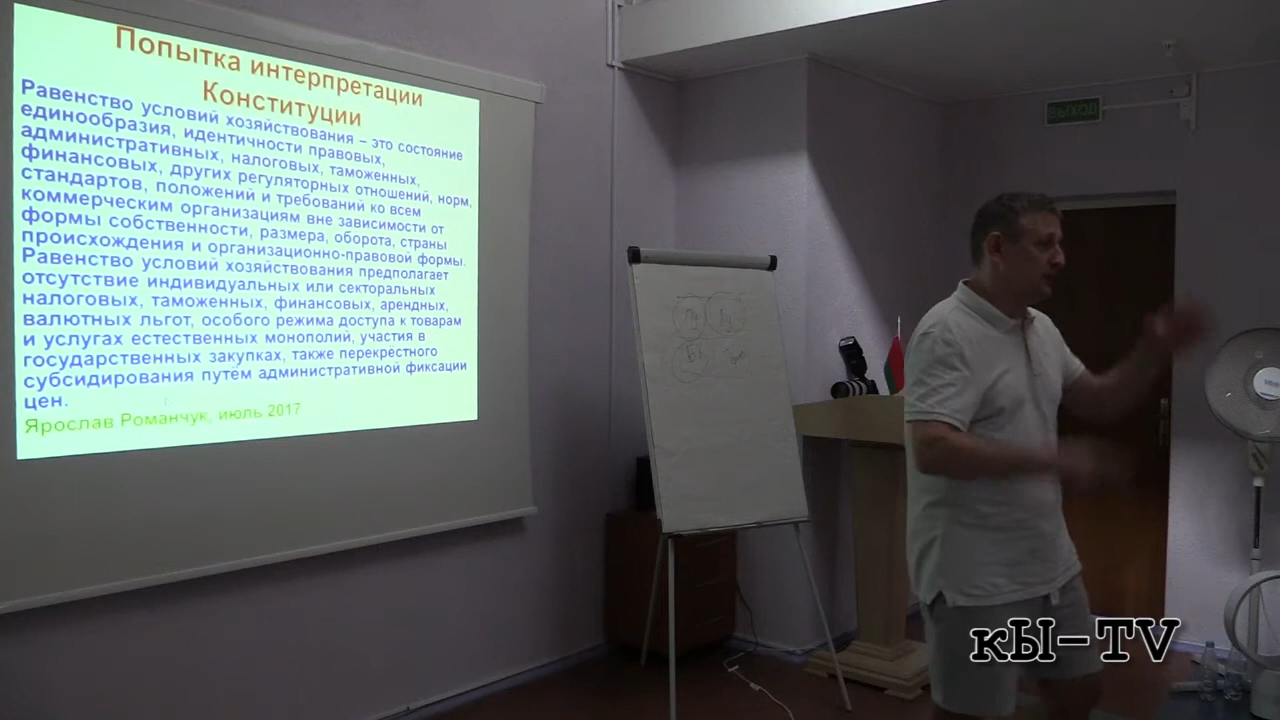 Попытка интерпретации
Конституции
Равенство условий хозяйствования – это состояние
единообразия, идентичности правовых,
административных, налоговых, таможенных,
финансовых, других регуляторных отношений, норм,
стандартов, положений и требований ко всем
коммерческим организациям вне зависимости от
формы собственности, размера, оборота, страны
происхождения и организационно-правовой формы.
Равенство условий хозяйствования предполагает
отсутствие индивидуальных или секторальных
налоговых, таможенных, финансовых, арендных,
валютных льгот, особого режима доступа к товарам
и услугах естественных монополий, участия в
государственных закупках, также перекрёстного
субсидирования путём административной фиксации
цен.
Ярослав Романчук, июль 2017
ВЫХОД
кЫ-TV